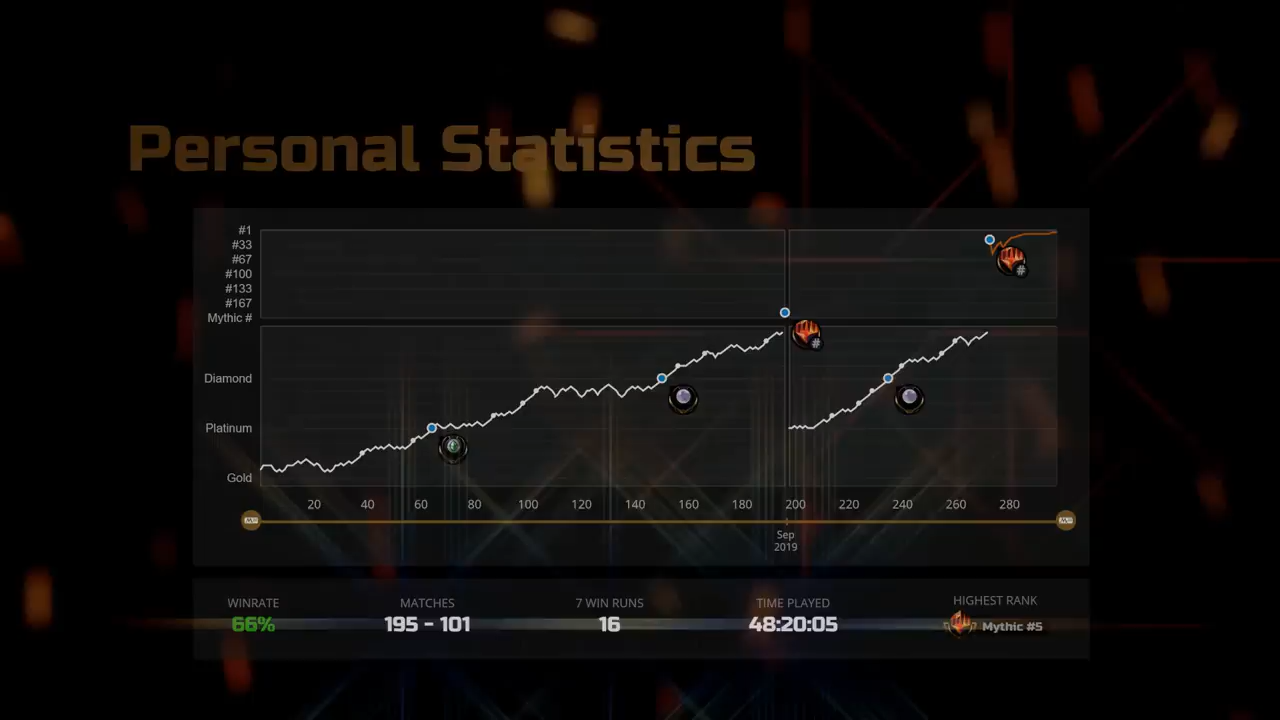 Personal Statistics
#1
#33
#67
#100
#133
#167
Mythic #
#
#
Diamond
Platinum
Gold
20 40 60 80 100 120 140 160 180 200 220 240 260 280
Sep
2019
WINRATE MATCHES 7 WIN RUNS TIME PLAYED HIGHEST RANK
66% 195 - 101 16 48:20:05 Mythic #5